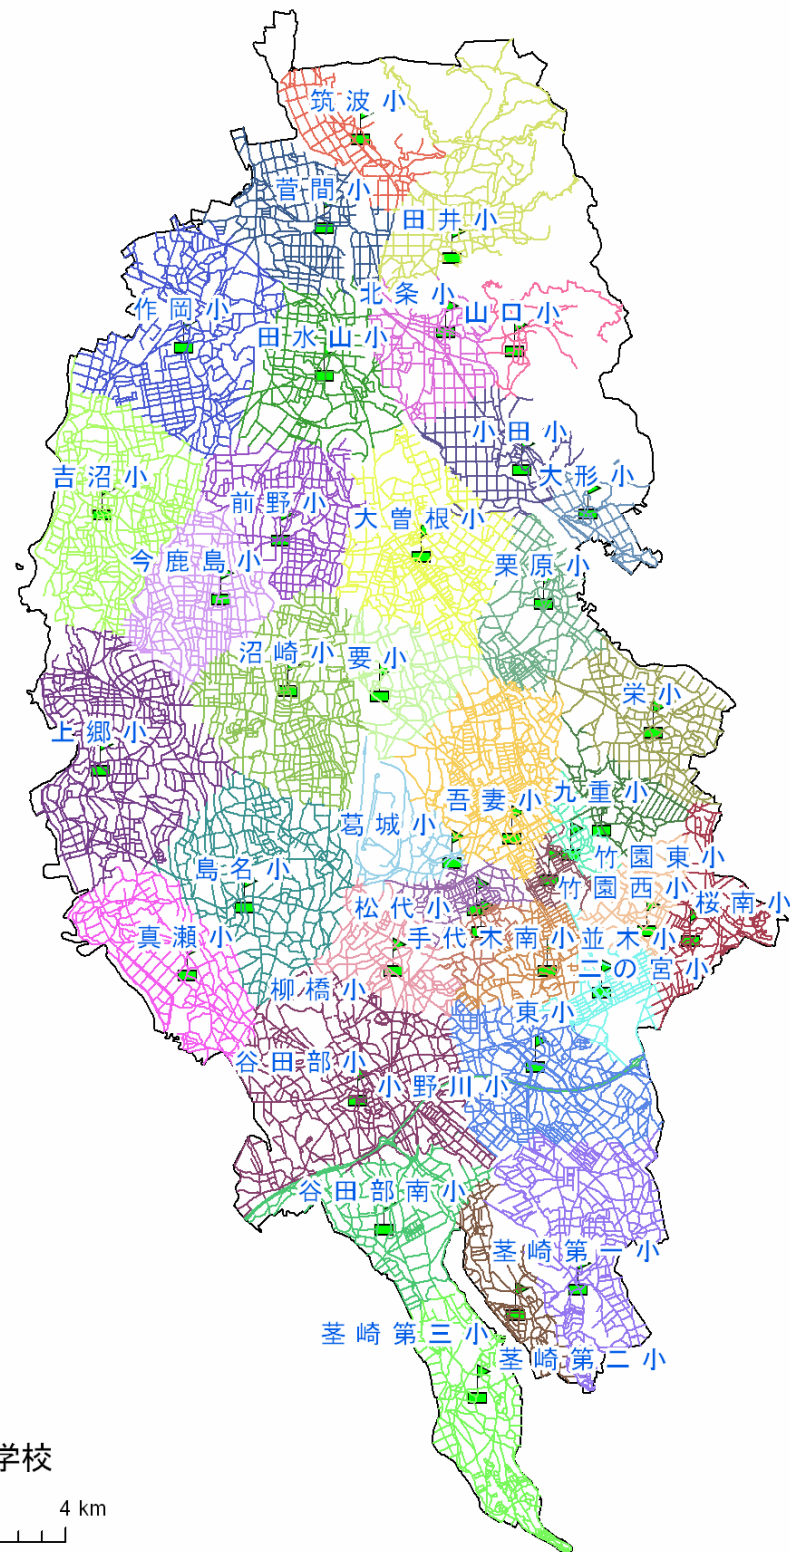 筑波小
菅間小
田井小
北条小
山口小
作岡小
田水山小
小田小
吉沼小
大形小
前野小
大曽根小
今鹿島小
栗原小
沼崎小
要小
栄小
上郷小
吾妻小
九重小
葛城小
竹園東小
島名小
竹園西小
桜南小
松代小
手代木南小
並木小
真瀬小
二の宮小
柳橋小
東小
谷田部小
小野川小
谷田部南小
茎崎第一小
茎崎第三小
茎崎第二小
学校
4 km